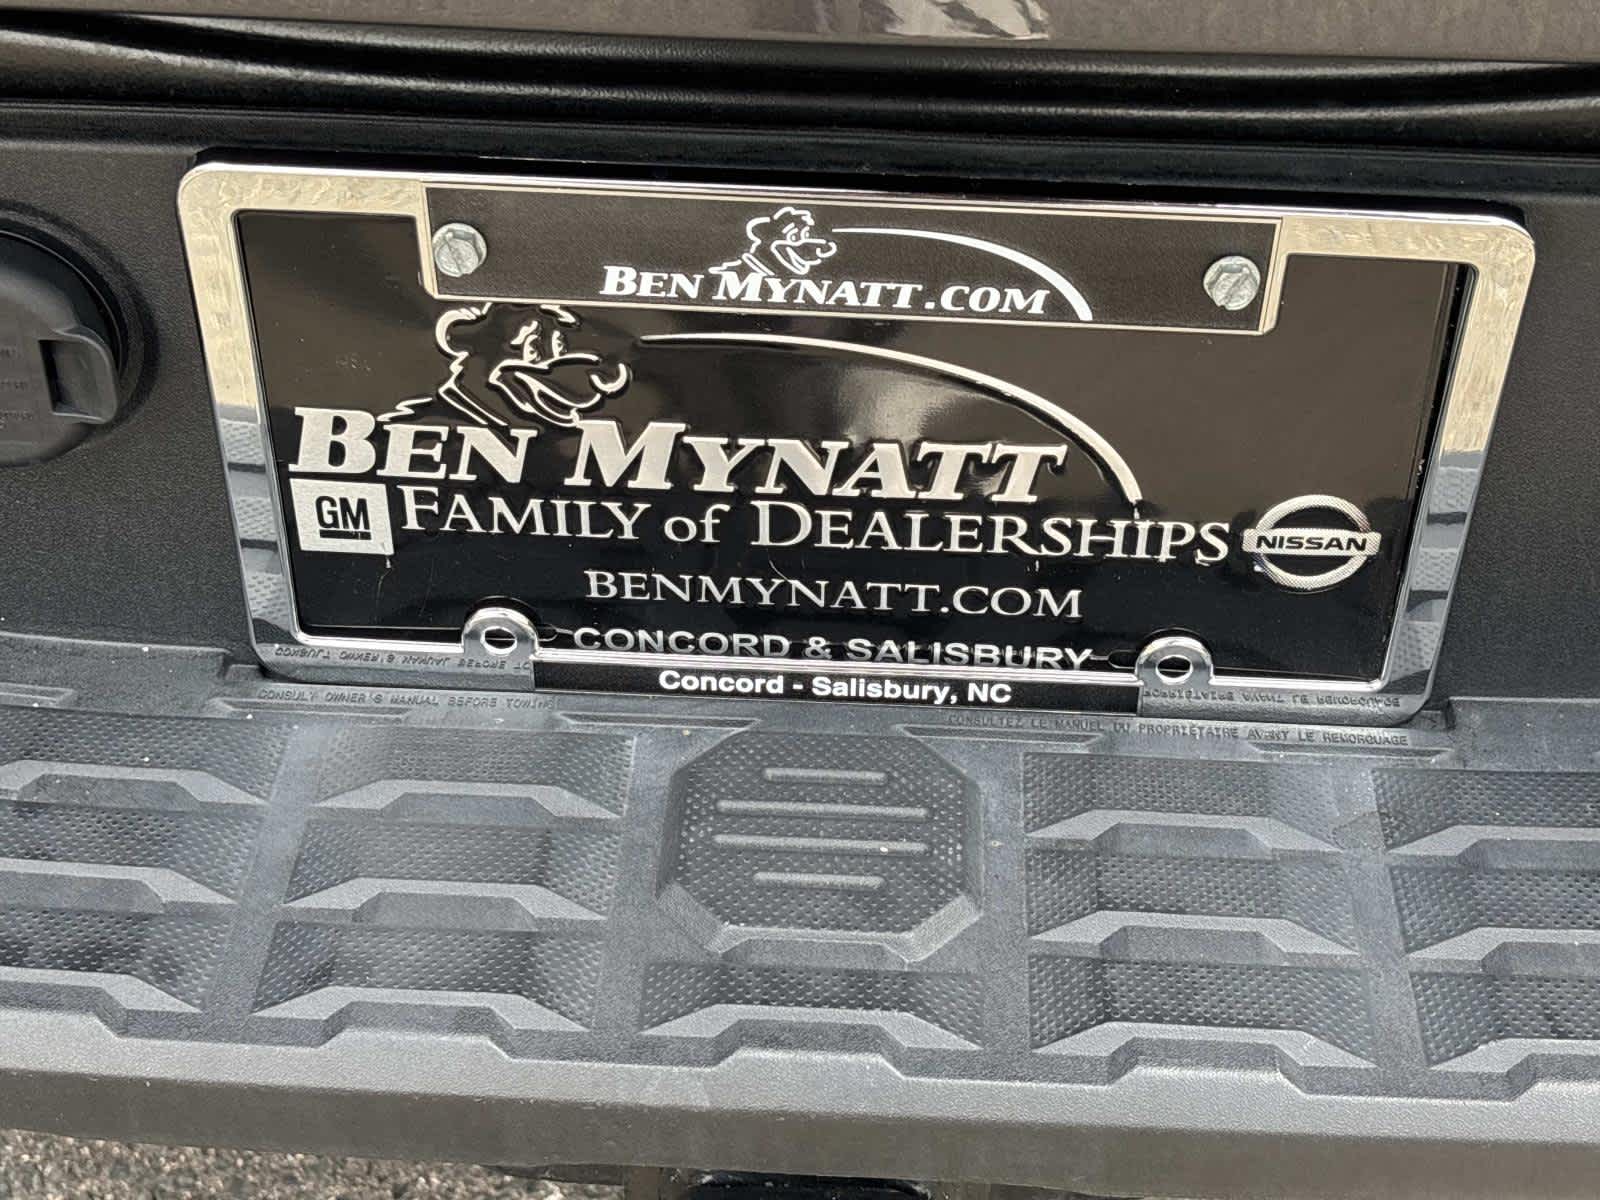 BEN MYNATT.COM
BEN MYNATT
GM
FAMILY of DEALERSHIPS
NISSAN
BENMYNATT.COM
CONCORD & SALISBURY
Concord - Salisbury, NC
CONSULT OWNER'S MANUAL BEFORE TOWING
CONSULTEZ LE MANUEL DU PROPRIETAIRE AVANT LE REMORQUAGE